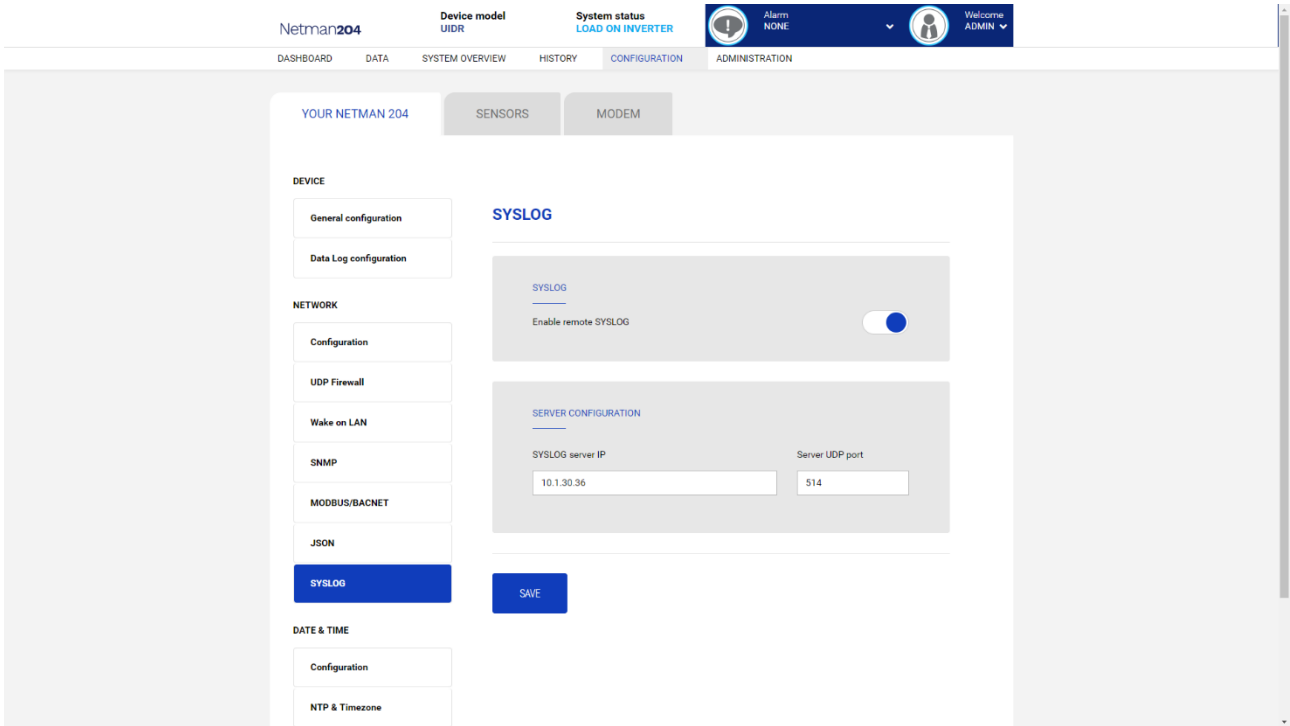 Netman204
Device model
UIDR
System status
LOAD ON INVERTER
Alarm
NONE
Welcome
ADMIN
DASHBOARD DATA SYSTEM OVERVIEW HISTORY CONFIGURATION ADMINISTRATION
YOUR NETMAN 204 SENSORS MODEM
DEVICE
General configuration
Data Log configuration
NETWORK
Configuration
UDP Firewall
Wake on LAN
SNMP
MODBUS/BACNET
JSON
SYSLOG
DATE & TIME
Configuration
NTP & Timezone
SYSLOG
SYSLOG
Enable remote SYSLOG
SERVER CONFIGURATION
SYSLOG server IP Server UDP port
10.1.30.36 514
SAVE